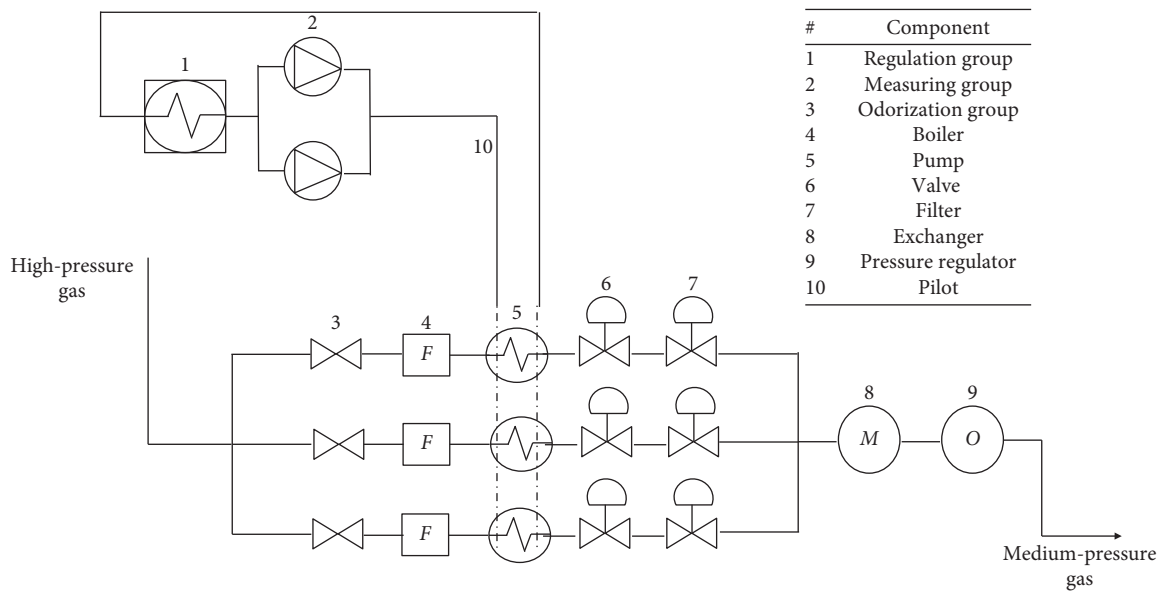 2
1
10
High-pressure
gas
3
4
5
6
7
F
F
F
8
9
M
O
Medium-pressure
gas
# Component
1 Regulation group
2 Measuring group
3 Odorization group
4 Boiler
5 Pump
6 Valve
7 Filter
8 Exchanger
9 Pressure regulator
10 Pilot